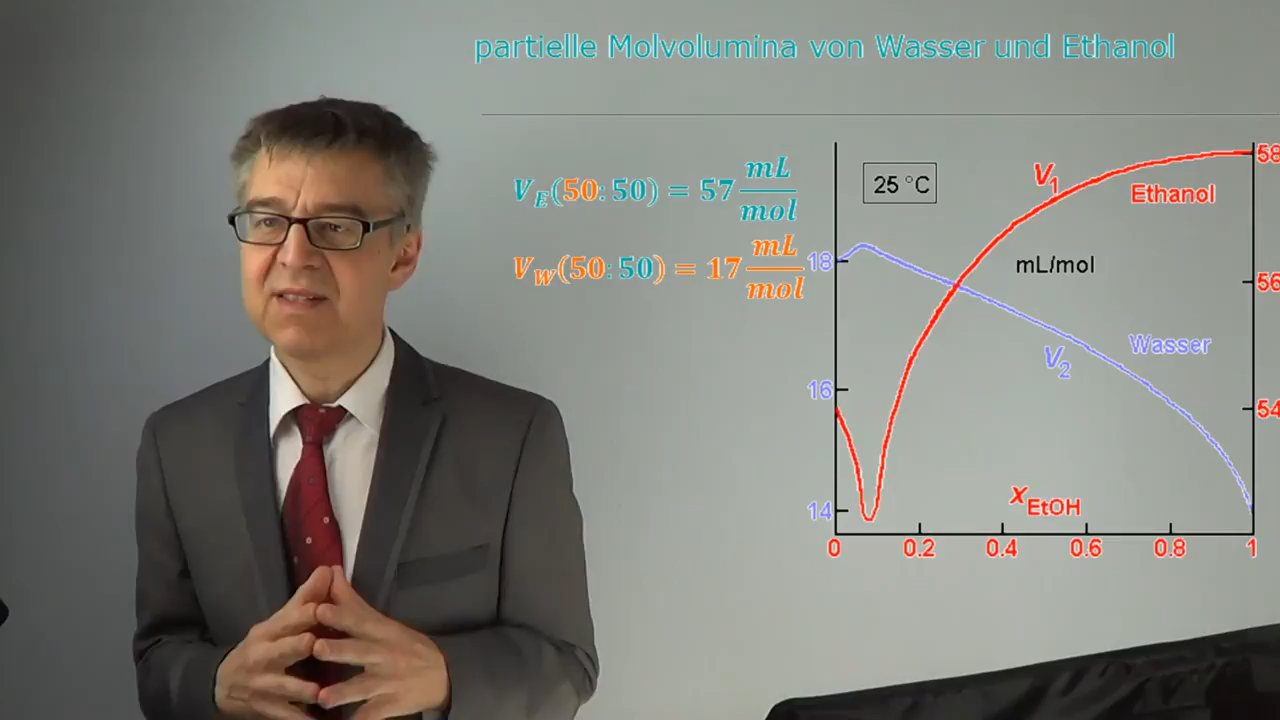 partielle Molvolumina von Wasser und Ethanol
V_E(50:50) = 57 mL/mol
V_W(50:50) = 17 mL/mol
25 °C
V₁
Ethanol
mL/mol
V₂
Wasser
x_EtOH
18
16
14
58
56
54
0 0.2 0.4 0.6 0.8 1